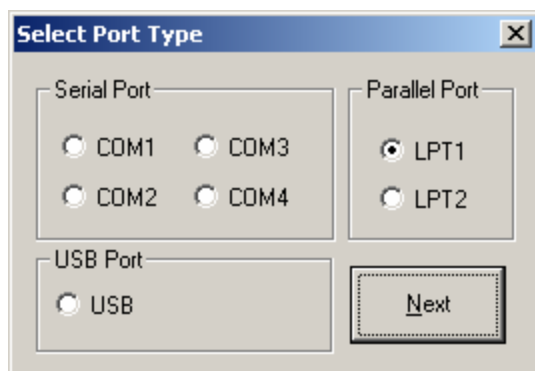 Select Port Type
Serial Port
COM1
COM3
COM2
COM4
Parallel Port
LPT1
LPT2
USB Port
USB
Next